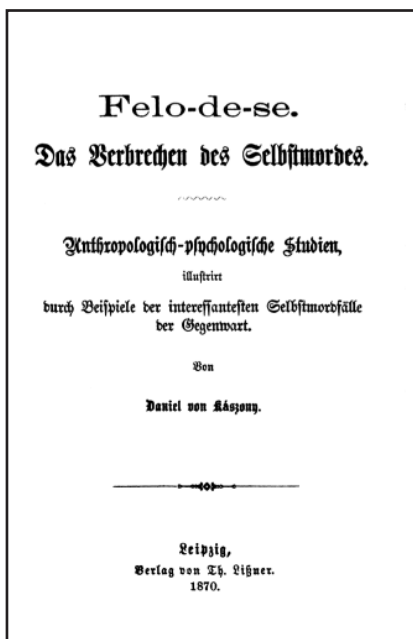 Felo-de-se.
Das Verbrechen des Selbstmordes.
Anthropologisch-psychologische Studien,
illustrirt
durch Beispiele der interessantesten Selbstmordfälle
der Gegenwart.
Von
Daniel von Kászony.
Leipzig,
Verlag von Th. Lißner.
1870.